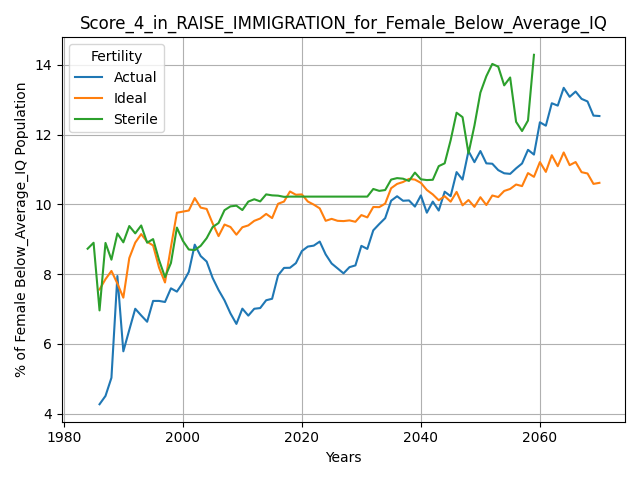 Score_4_in_RAISE_IMMIGRATION_for_Female_Below_Average_IQ
Fertility
Actual
Ideal
Sterile
% of Female Below_Average_IQ Population
14
12
10
8
6
4
1980
2000
2020
2040
2060
Years